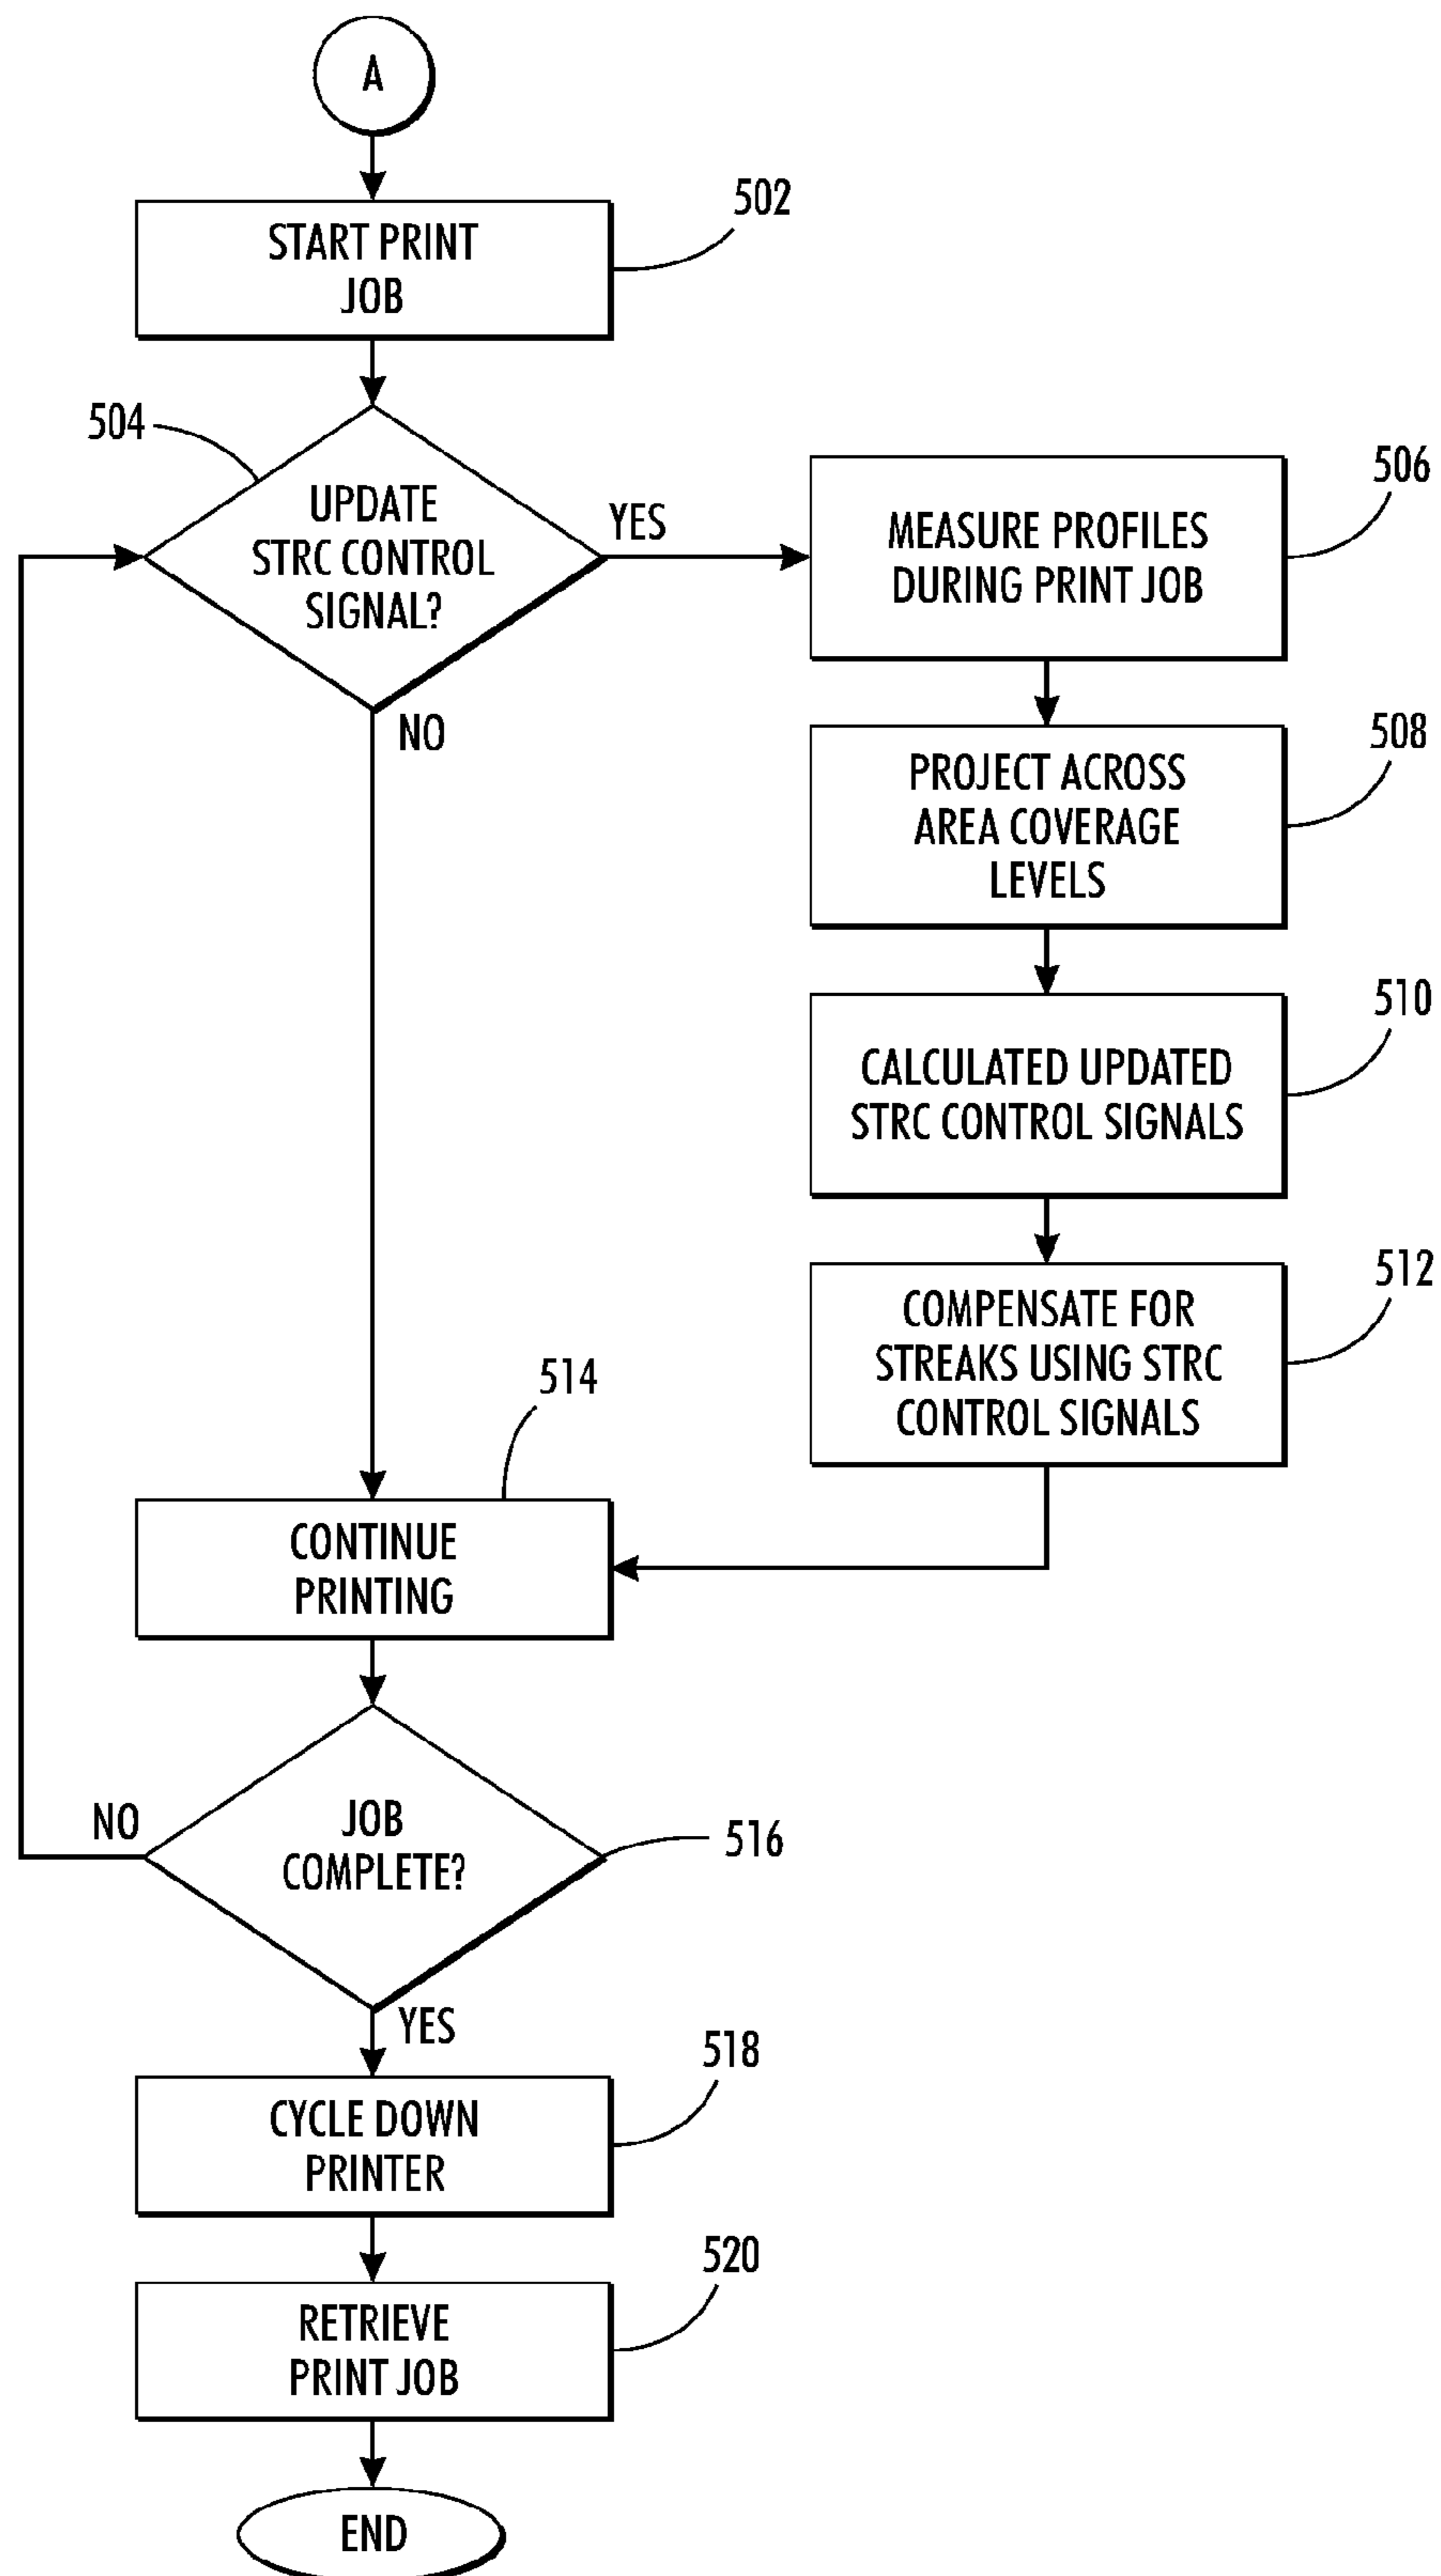 A
START PRINT
JOB
502
504
UPDATE
STRC CONTROL
SIGNAL?
YES
NO
MEASURE PROFILES
DURING PRINT JOB
506
PROJECT ACROSS
AREA COVERAGE
LEVELS
508
CALCULATED UPDATED
STRC CONTROL SIGNALS
510
COMPENSATE FOR
STREAKS USING STRC
CONTROL SIGNALS
512
514
CONTINUE
PRINTING
NO
JOB
COMPLETE?
516
YES
CYCLE DOWN
PRINTER
518
RETRIEVE
PRINT JOB
520
END